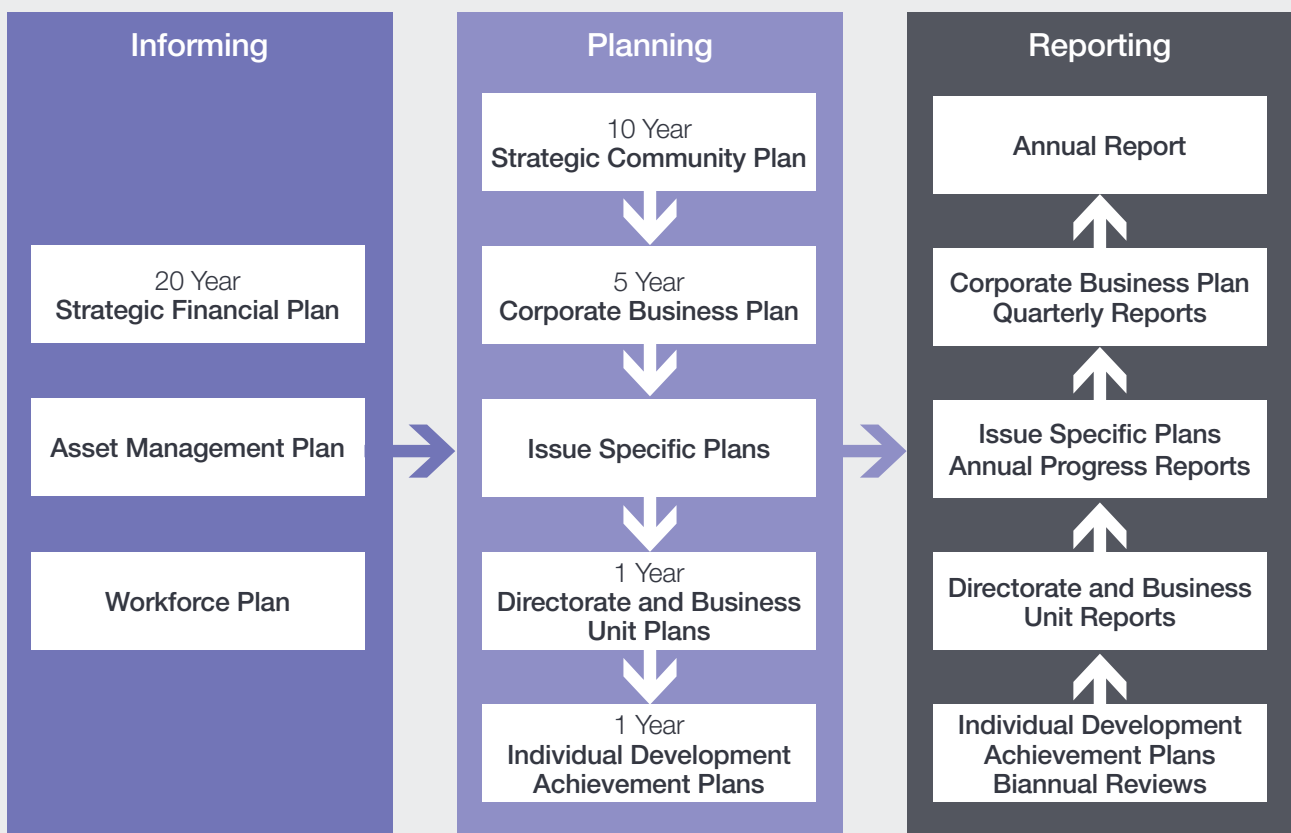 Informing
20 Year
Strategic Financial Plan
Asset Management Plan
Workforce Plan
Planning
10 Year
Strategic Community Plan
5 Year
Corporate Business Plan
Issue Specific Plans
1 Year
Directorate and Business
Unit Plans
1 Year
Individual Development
Achievement Plans
Reporting
Annual Report
Corporate Business Plan
Quarterly Reports
Issue Specific Plans
Annual Progress Reports
Directorate and Business
Unit Reports
Individual Development
Achievement Plans
Biannual Reviews